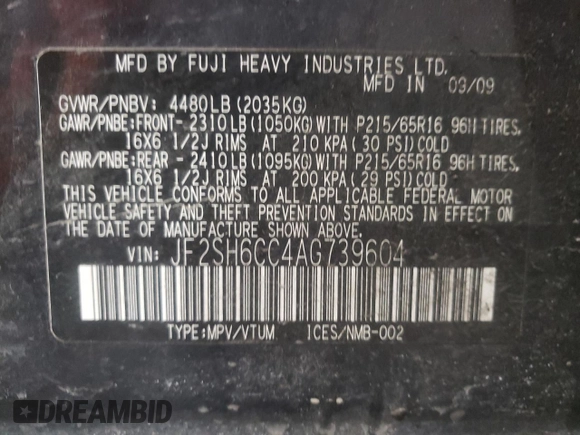 MFD BY FUJI HEAVY INDUSTRIES LTD.
MFD IN 03/09
GVWR/PNBV: 4480LB(2035KG)
GAWR/PNBE:FRONT- 2310LB(1050KG)WITH P215/65R16 96H TIRES,
16X6 1/2J RIMS AT 210 KPA(30 PSI)COLD
GAWR/PNBE:REAR - 2410LB(1095KG)WITH P215/65R16 96H TIRES,
16X6 1/2J RIMS AT 200 KPA(29 PSI)COLD
THIS VEHICLE CONFORMS TO ALL APPLICABLE FEDERAL MOTOR
VEHICLE SAFETY AND THEFT PREVENTION STANDARDS IN EFFECT ON
THE DATE OF MANUFACTURE SHOWN ABOVE.
VIN: JF2SH6CC4AG739604
TYPE:MPV/VTUM ICES/NMB-002
DREAMBID